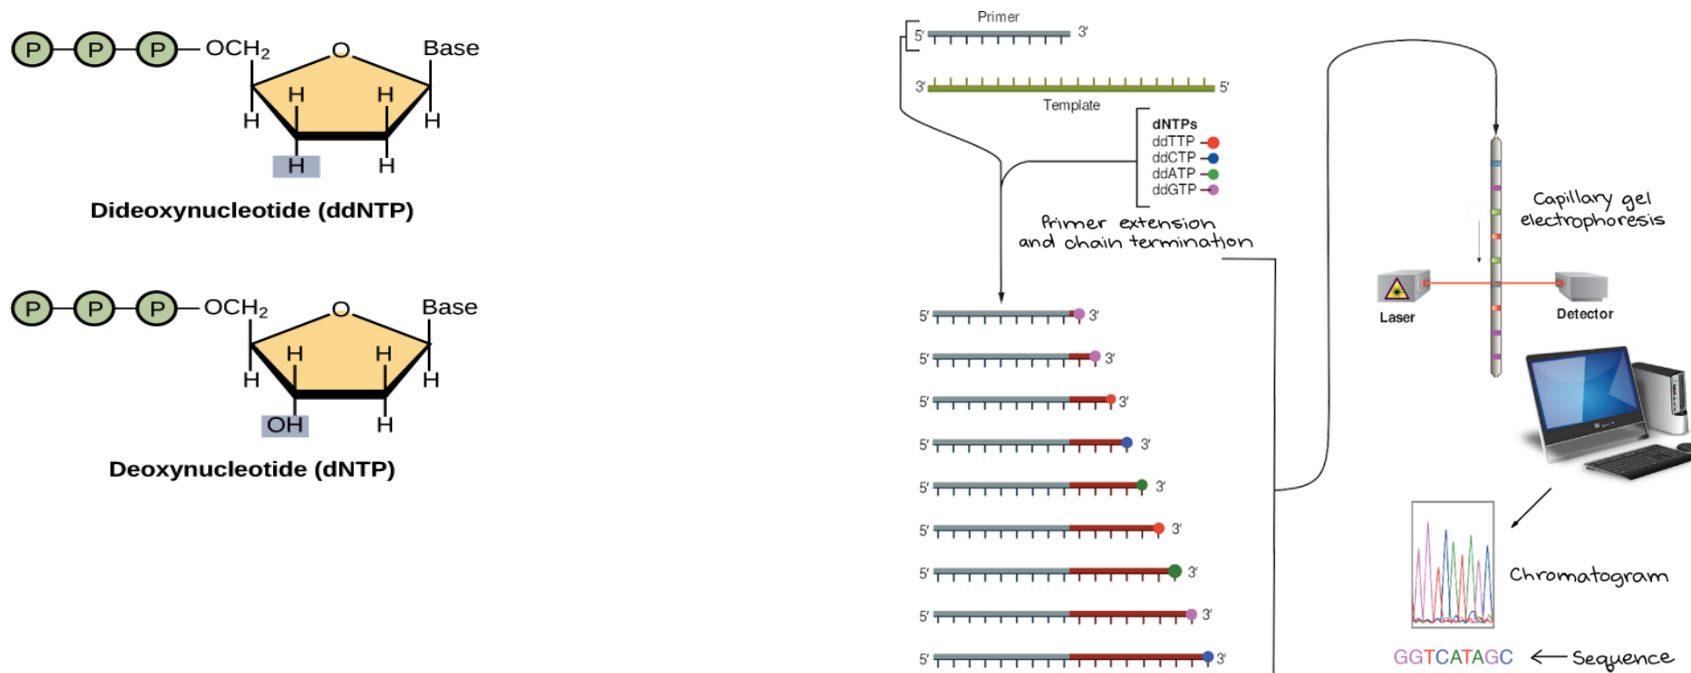 P P P OCH₂ O Base
H H
H H
H H
Dideoxynucleotide (ddNTP)
P P P OCH₂ O Base
H H
H H
OH H
Deoxynucleotide (dNTP)
Primer
5′ 3′
3′ 5′
Template
dNTPs
ddTTP
ddCTP
ddATP
ddGTP
Primer extension
and chain termination
5′ 3′
5′ 3′
5′ 3′
5′ 3′
5′ 3′
5′ 3′
5′ 3′
5′ 3′
5′ 3′
Capillary gel
electrophoresis
Laser
Detector
Chromatogram
GGTCATAGC
Sequence